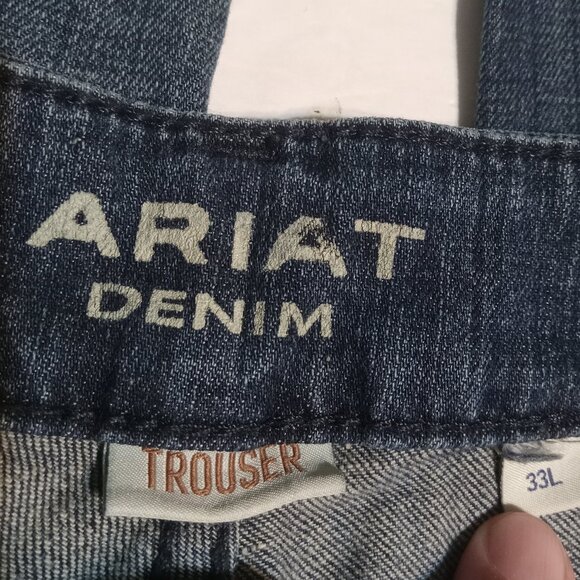 ARIAT
DENIM
TROUSER
33L